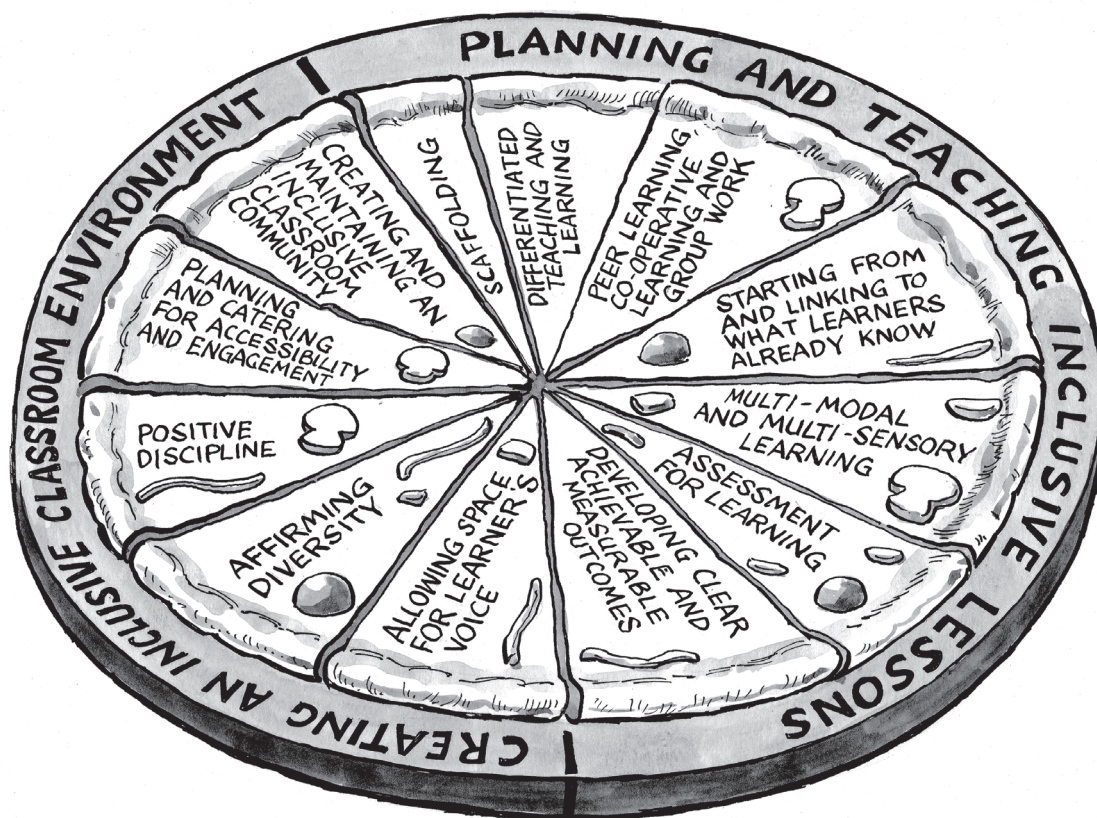 PLANNING AND TEACHING INCLUSIVE LESSONS
CREATING AN INCLUSIVE CLASSROOM ENVIRONMENT
SCAFFOLDING
DIFFERENTIATED
TEACHING AND
LEARNING
PEER LEARNING,
CO-OPERATIVE
LEARNING AND
GROUP WORK
STARTING FROM
AND LINKING TO
WHAT LEARNERS
ALREADY KNOW
MULTI-MODAL
AND MULTI-SENSORY
LEARNING
ASSESSMENT
FOR LEARNING
DEVELOPING CLEAR
ACHIEVABLE AND
MEASURABLE
OUTCOMES
ALLOWING SPACE
FOR LEARNER'S
VOICE
AFFIRMING
DIVERSITY
POSITIVE
DISCIPLINE
PLANNING
AND CATERING
FOR ACCESSIBILITY
AND ENGAGEMENT
CREATING AND
MAINTAINING AN
INCLUSIVE
CLASSROOM
COMMUNITY